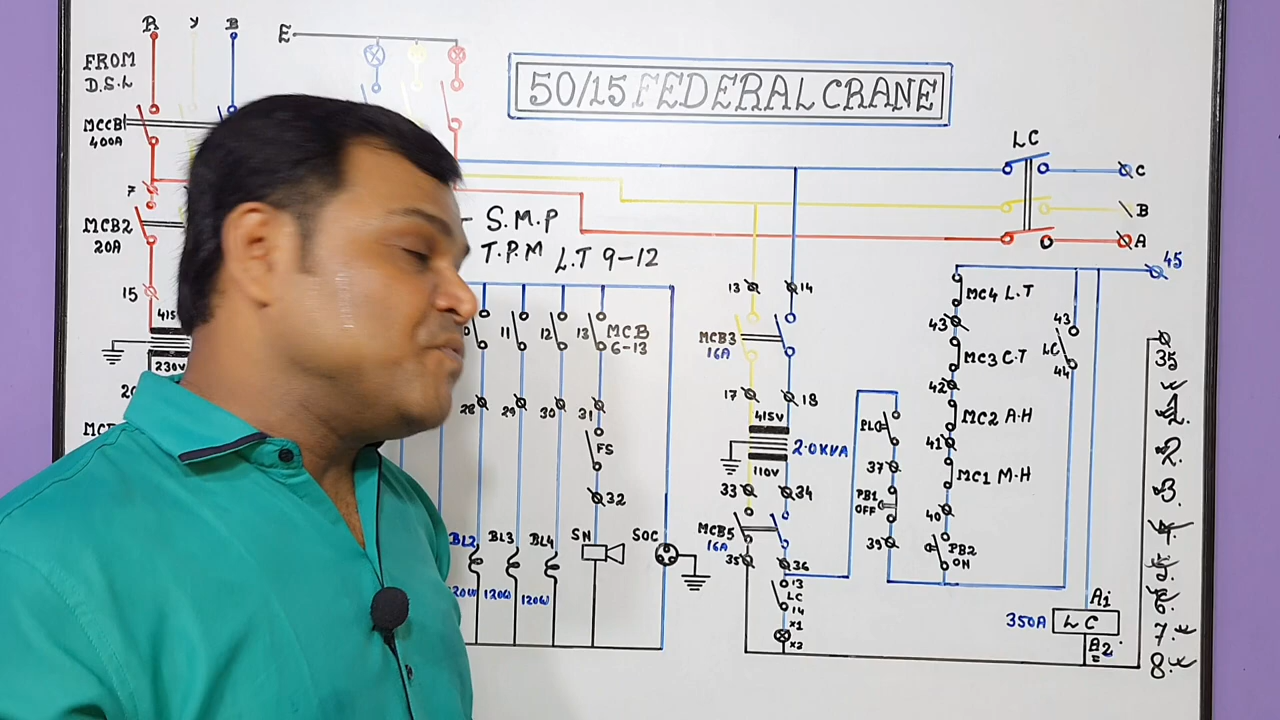 R Y B
E
FROM
D.S.L
50/15 FEDERAL CRANE
MCCB
400A
LC
C
B
A
7
MCB2
20A
S.M.P
T.P.M L.T 9-12
15
415
230V
45
13
14
MCB3
16A
17
18
415V
2.0KVA
110V
33
34
MCB5
16A
35
36
13
LC
14
X1
X2
11
12
13
MCB
6-13
28
29
30
31
FS
32
BL2
BL3
BL4
SN
SOC
120W
120W
PL
37
PB1
OFF
39
MC4 L.T
43
MC3 C.T
42
MC2 A.H
41
MC1 M.H
40
PB2
ON
43
LC
44
A1
350A
LC
A2
35
1.
2.
3.
4.
5.
6.
7.
8.